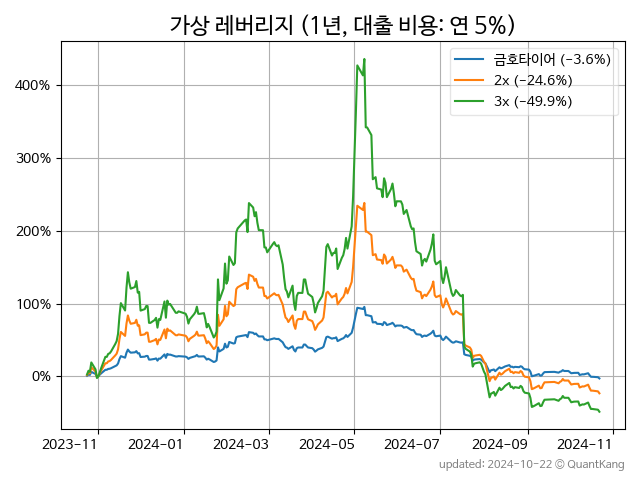 가상 레버리지 (1년, 대출 비용: 연 5%)
금호타이어 (−3.6%)
2x (−24.6%)
3x (−49.9%)
400%
300%
200%
100%
0%
2023−11 2024−01 2024−03 2024−05 2024−07 2024−09 2024−11
updated: 2024-10-22 © QuantKang